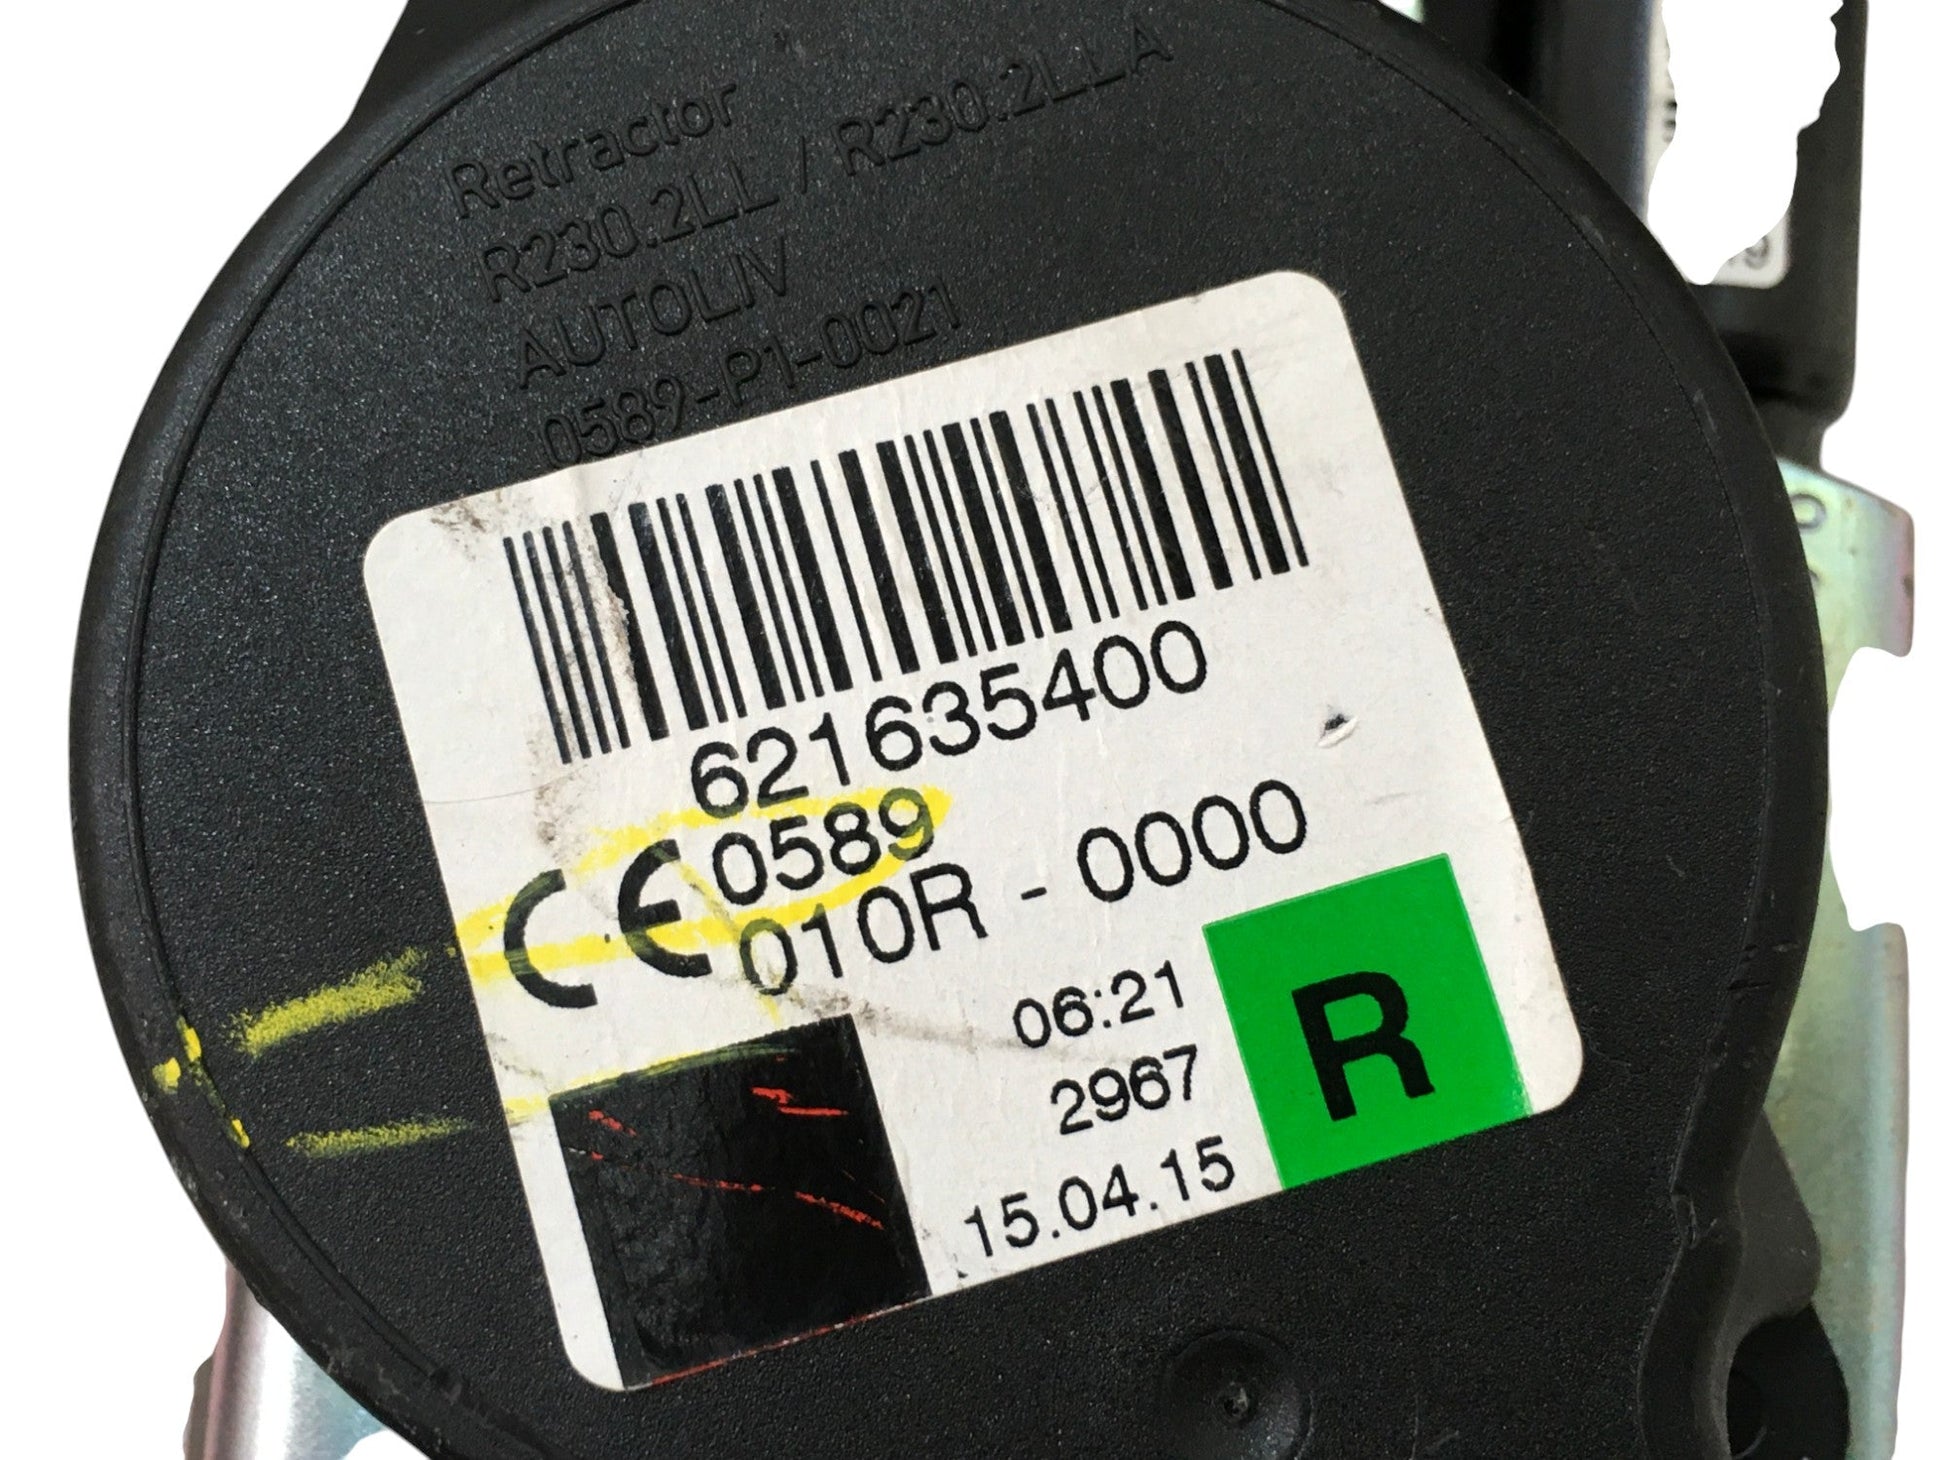 Retractor
R230.2LL / R230.2LLA
AUTOLIV
0589-P1-0021
621635400
CE 0589
010R - 0000
06:21
2967
15.04.15
R